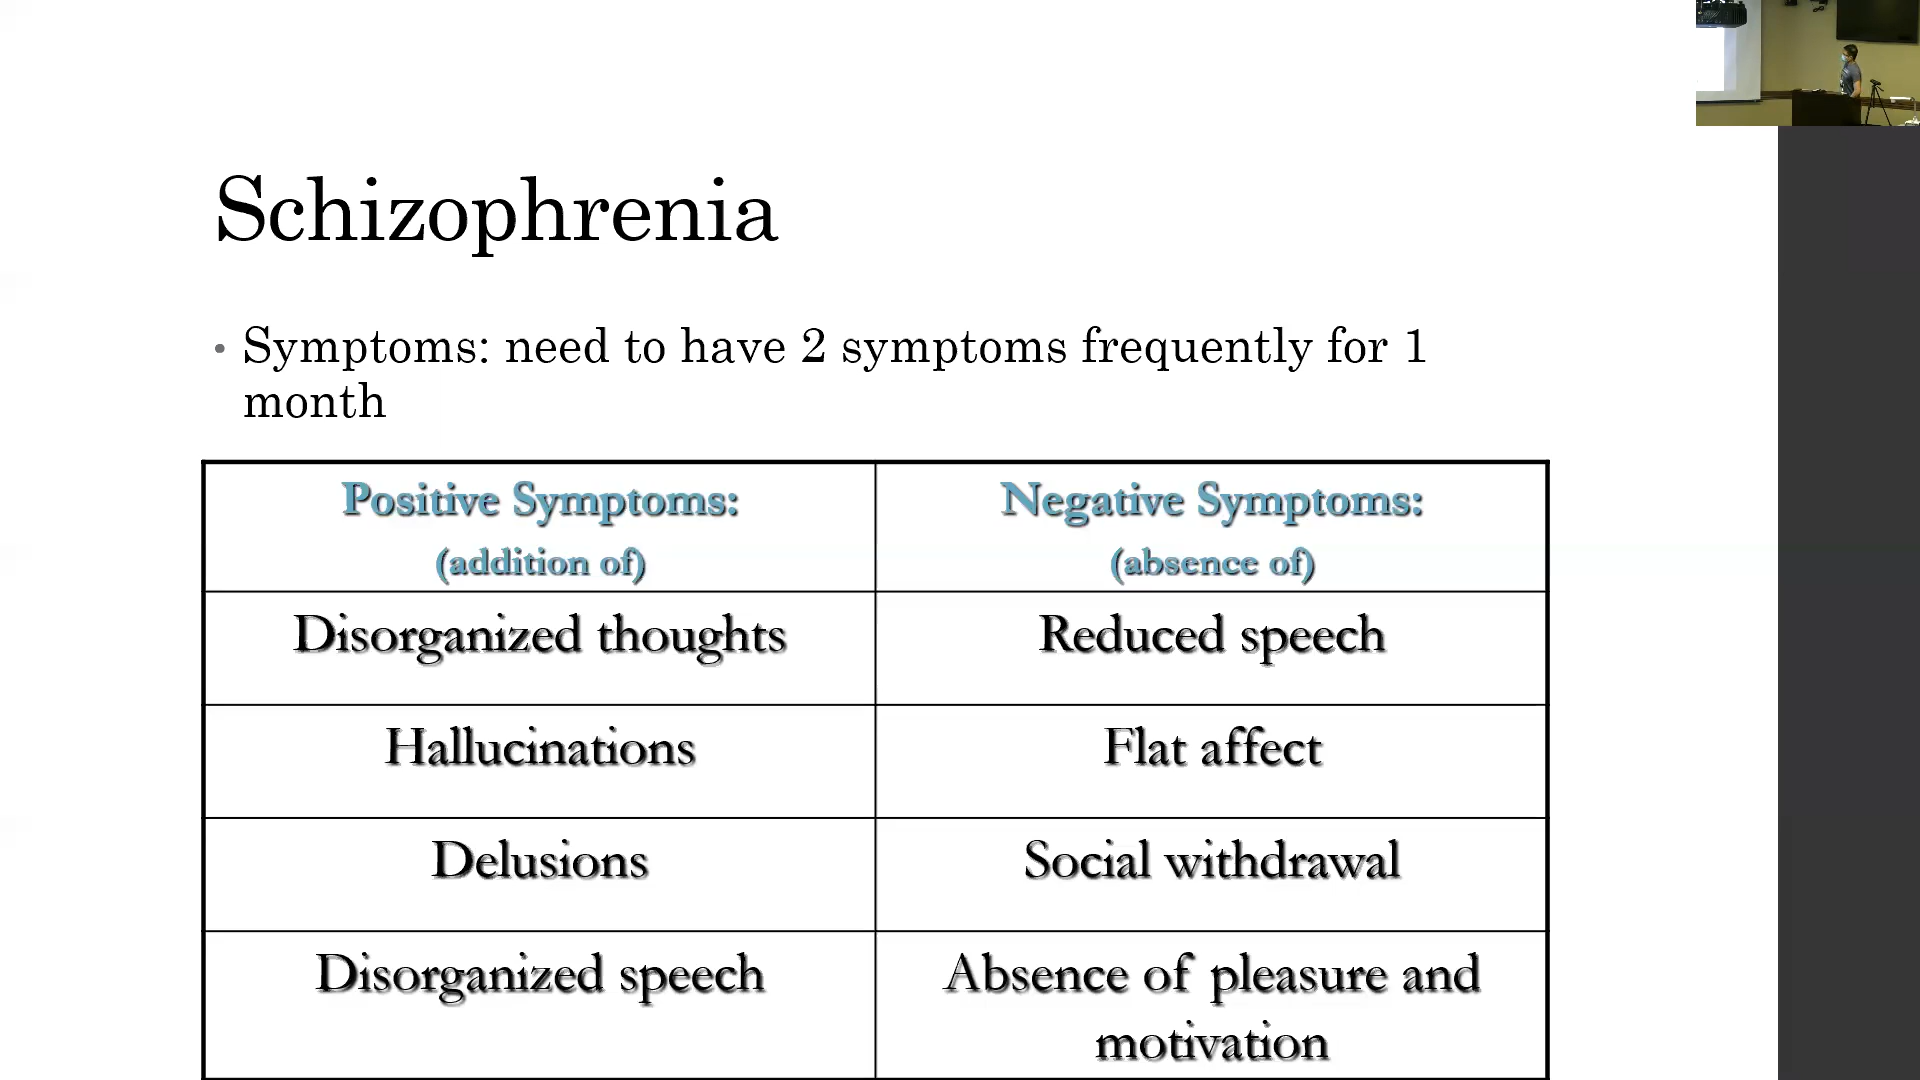 Schizophrenia
• Symptoms: need to have 2 symptoms frequently for 1
month
Positive Symptoms:
(addition of)
Negative Symptoms:
(absence of)
Disorganized thoughts
Reduced speech
Hallucinations
Flat affect
Delusions
Social withdrawal
Disorganized speech
Absence of pleasure and
motivation